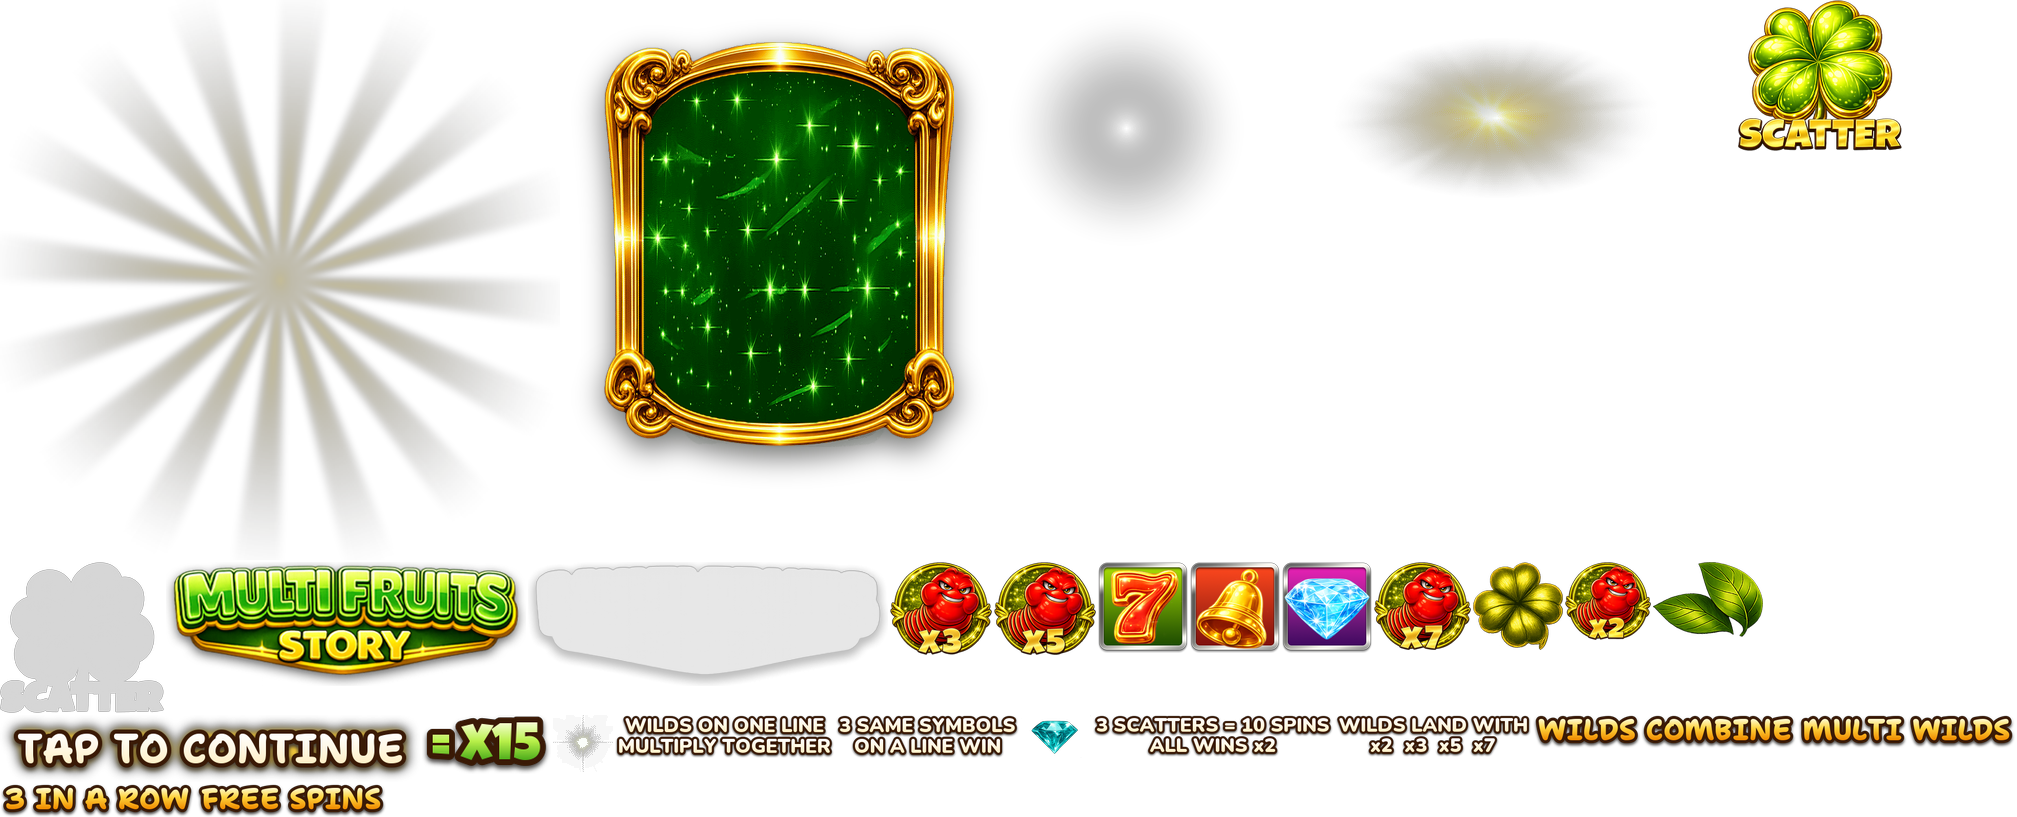 SCATTER
SCATTER
MULTI FRUITS
STORY
X3
X5
7
X7
X2
TAP TO CONTINUE
=X15
WILDS ON ONE LINE
MULTIPLY TOGETHER
3 SAME SYMBOLS
ON A LINE WIN
3 SCATTERS = 10 SPINS
ALL WINS x2
WILDS LAND WITH
x2 x3 x5 x7
WILDS COMBINE
MULTI WILDS
3 IN A ROW
FREE SPINS